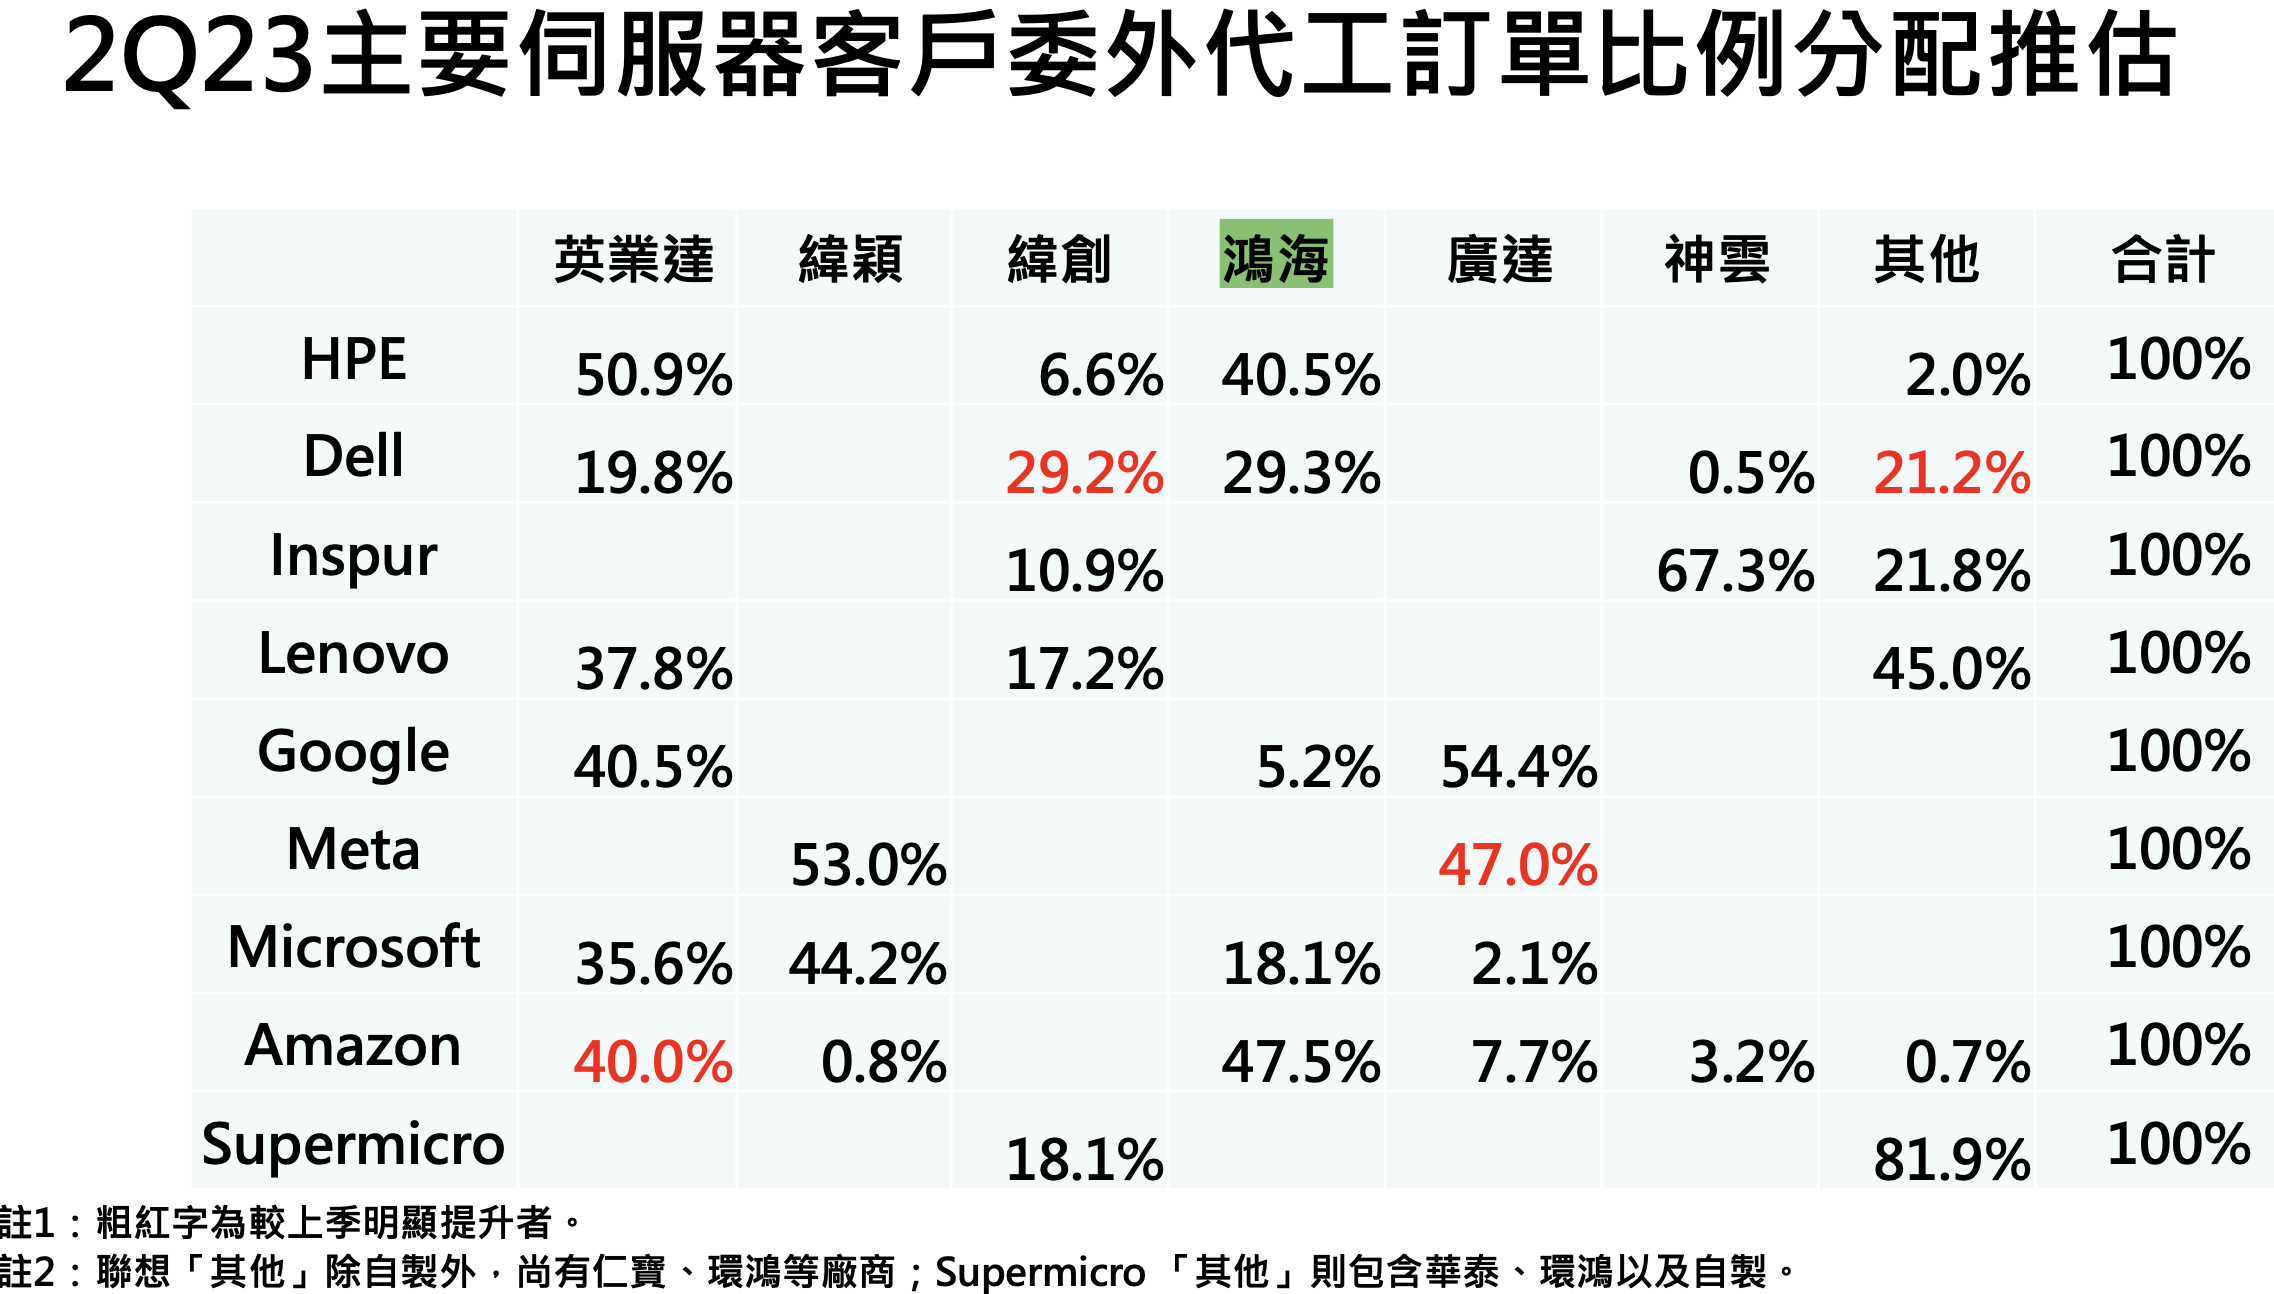 2Q23主要伺服器客戶委外代工訂單比例分配推估
英業達 緯穎 緯創 鴻海 廣達 神雲 其他 合計
HPE 50.9% 6.6% 40.5% 2.0% 100%
Dell 19.8% 29.2% 29.3% 0.5% 21.2% 100%
Inspur 10.9% 67.3% 21.8% 100%
Lenovo 37.8% 17.2% 45.0% 100%
Google 40.5% 5.2% 54.4% 100%
Meta 53.0% 47.0% 100%
Microsoft 35.6% 44.2% 18.1% 2.1% 100%
Amazon 40.0% 0.8% 47.5% 7.7% 3.2% 0.7% 100%
Supermicro 18.1% 81.9% 100%
註1：粗紅字為較上季明顯提升者。
註2：聯想「其他」除自製外，尚有仁寶、環鴻等廠商；Supermicro「其他」則包含華泰、環鴻以及自製。